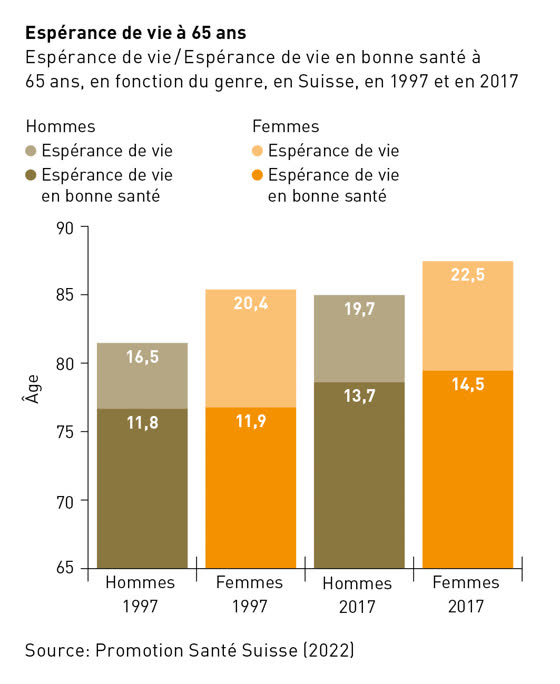 Espérance de vie à 65 ans
Espérance de vie/Espérance de vie en bonne santé à
65 ans, en fonction du genre, en Suisse, en 1997 et en 2017
Hommes
Espérance de vie
Espérance de vie
en bonne santé
Femmes
Espérance de vie
Espérance de vie
en bonne santé
Âge
90
85
80
75
70
65
16,5
11,8
20,4
11,9
19,7
13,7
22,5
14,5
Hommes
1997
Femmes
1997
Hommes
2017
Femmes
2017
Source: Promotion Santé Suisse (2022)